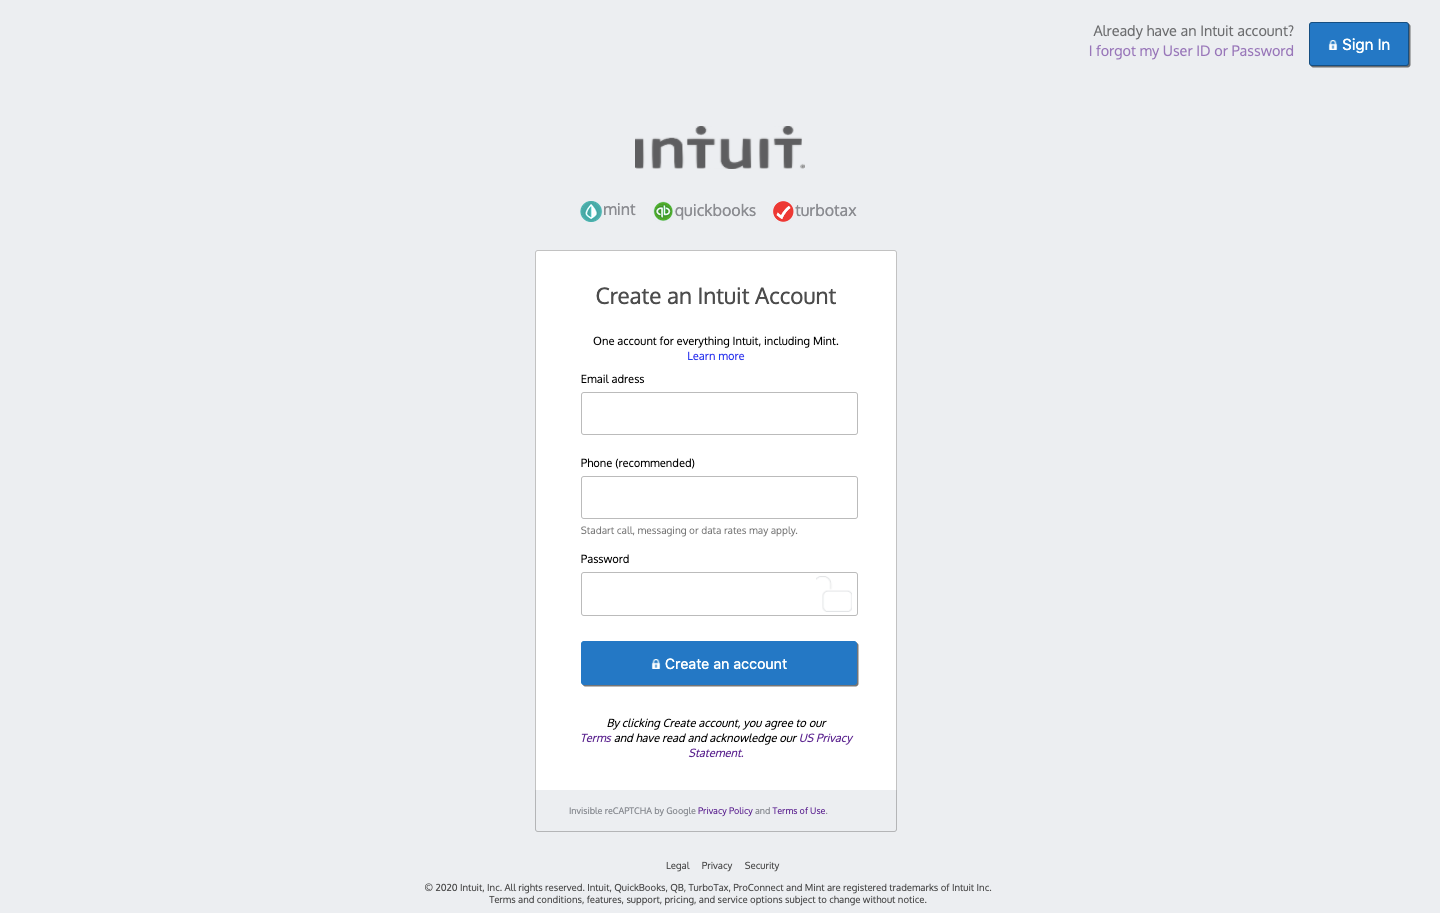 Already have an Intuit account?
I forgot my User ID or Password
Sign In
intuit
mint quickbooks turbotax
Create an Intuit Account
One account for everything Intuit, including Mint.
Learn more
Email adress
Phone (recommended)
Stadart call, messaging or data rates may apply.
Password
Create an account
By clicking Create account, you agree to our
Terms and have read and acknowledge our US Privacy
Statement.
Invisible reCAPTCHA by Google Privacy Policy and Terms of Use.
Legal Privacy Security
© 2020 Intuit, Inc. All rights reserved. Intuit, QuickBooks, QB, TurboTax, ProConnect and Mint are registered trademarks of Intuit Inc.
Terms and conditions, features, support, pricing, and service options subject to change without notice.